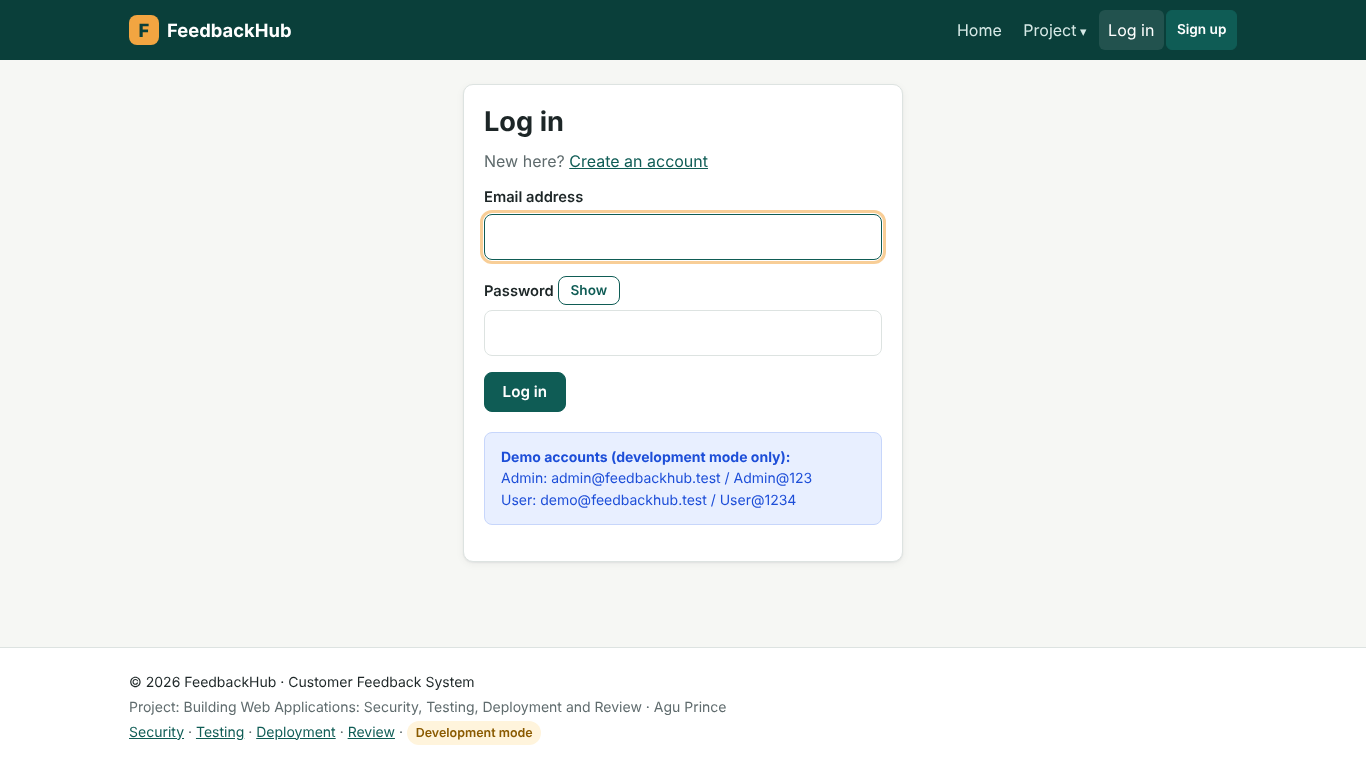 F FeedbackHub Home Project ▾ Log in Sign up
Log in
New here? Create an account
Email address
Password Show
Log in
Demo accounts (development mode only):
Admin: admin@feedbackhub.test / Admin@123
User: demo@feedbackhub.test / User@1234
© 2026 FeedbackHub · Customer Feedback System
Project: Building Web Applications: Security, Testing, Deployment and Review · Agu Prince
Security · Testing · Deployment · Review · Development mode